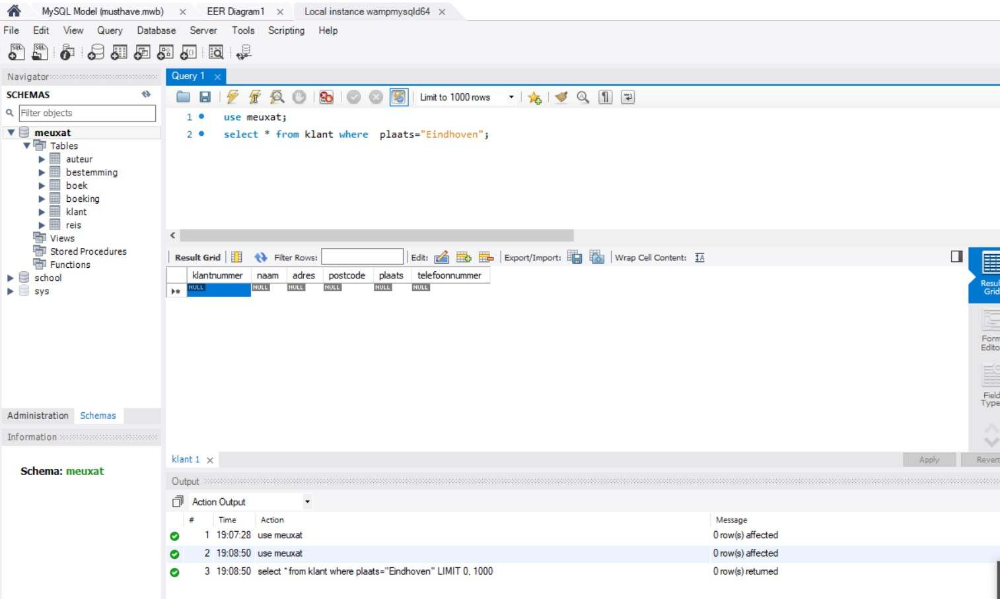 MySQL Model (musthave.mwb) × EER Diagram1 × Local instance wampmysqld64 ×
File Edit View Query Database Server Tools Scripting Help
Navigator
SCHEMAS
Filter objects
meuxat
Tables
auteur
bestemming
boek
boeking
klant
reis
Views
Stored Procedures
Functions
school
sys
Administration Schemas
Information
Schema: meuxat
Query 1 ×
Limit to 1000 rows
1 use meuxat;
2 select * from klant where  plaats="Eindhoven";
Result Grid Filter Rows: Edit: Export/Import: Wrap Cell Content:
klantnummer naam adres postcode plaats telefoonnummer
NULL NULL NULL NULL NULL NULL
Resul
Grid
Form
Edito
Field
Type
klant 1 ×
Apply Revert
Output
Action Output
# Time Action Message
1 19:07:28 use meuxat 0 row(s) affected
2 19:08:50 use meuxat 0 row(s) affected
3 19:08:50 select * from klant where plaats="Eindhoven" LIMIT 0, 1000 0 row(s) returned